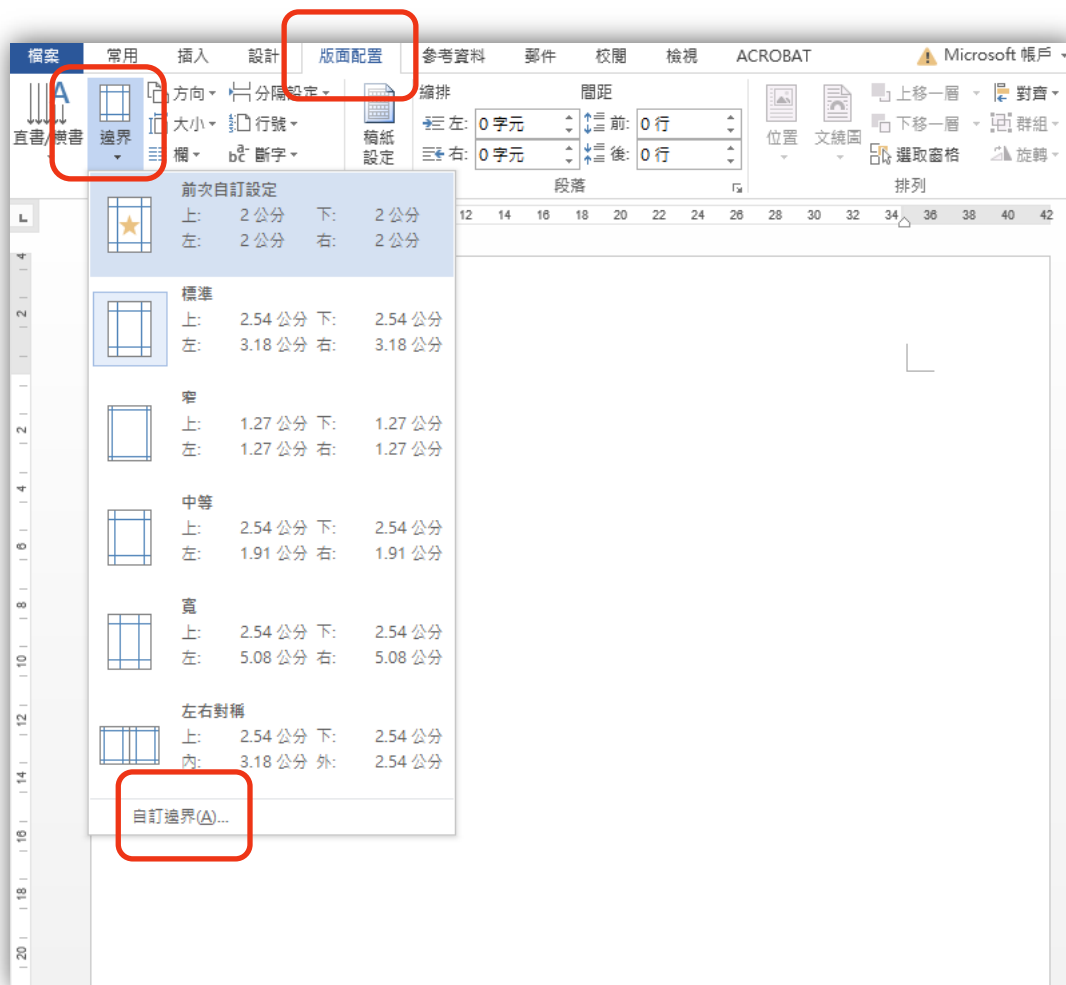 檔案 常用 插入 設計 版面配置 參考資料 郵件 校閱 檢視 ACROBAT Microsoft 帳戶
直書/橫書
邊界
方向 分隔設定
大小 行號
欄 斷字
稿紙
設定
縮排 間距
左: 0 字元 前: 0 行
右: 0 字元 後: 0 行
段落
位置 文繞圖
上移一層 對齊
下移一層 群組
選取窗格 旋轉
排列
前次自訂設定
上: 2 公分 下: 2 公分
左: 2 公分 右: 2 公分
標準
上: 2.54 公分 下: 2.54 公分
左: 3.18 公分 右: 3.18 公分
窄
上: 1.27 公分 下: 1.27 公分
左: 1.27 公分 右: 1.27 公分
中等
上: 2.54 公分 下: 2.54 公分
左: 1.91 公分 右: 1.91 公分
寬
上: 2.54 公分 下: 2.54 公分
左: 5.08 公分 右: 5.08 公分
左右對稱
上: 2.54 公分 下: 2.54 公分
內: 3.18 公分 外: 2.54 公分
自訂邊界(A)...
12 14 16 18 20 22 24 26 28 30 32 34 36 38 40 42
4
2
2
4
6
8
10
12
14
16
18
20